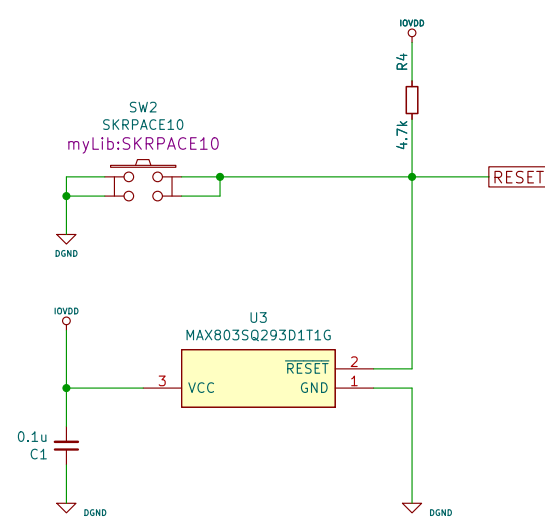 IOVDD
R4
4.7k
SW2
SKRPACE10
myLib:SKRPACE10
RESET
DGND
IOVDD
U3
MAX803SQ293D1T1G
RESET
2
3
VCC
GND
1
0.1u
C1
DGND
DGND